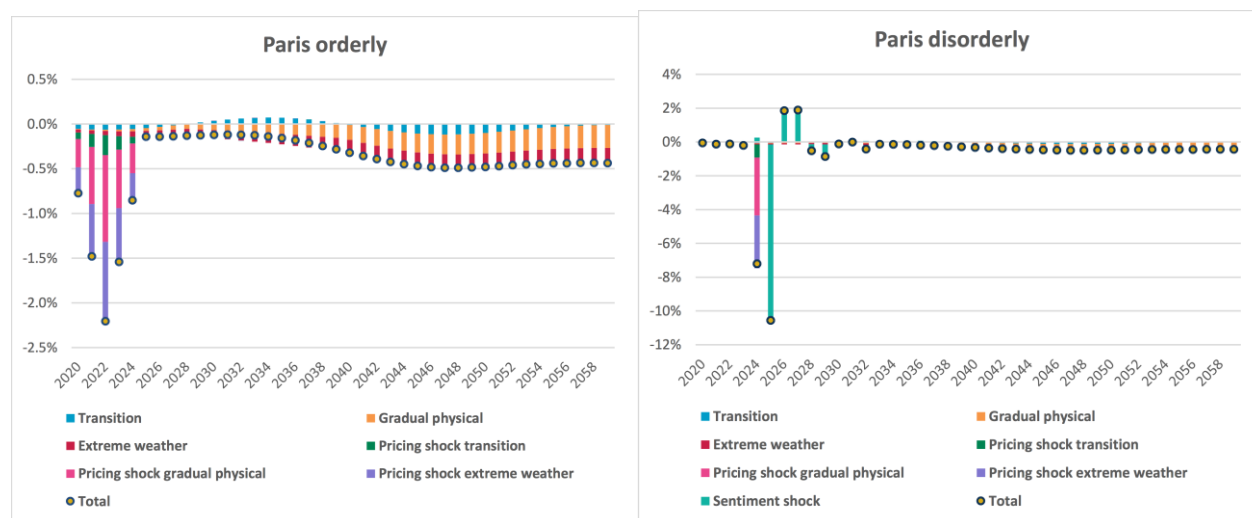 Paris orderly
0.5%
0.0%
-0.5%
-1.0%
-1.5%
-2.0%
-2.5%
2020 2022 2024 2026 2028 2030 2032 2034 2036 2038 2040 2042 2044 2046 2048 2050 2052 2054 2056 2058
Transition Gradual physical
Extreme weather Pricing shock transition
Pricing shock gradual physical Pricing shock extreme weather
Total
Paris disorderly
4%
2%
0%
-2%
-4%
-6%
-8%
-10%
-12%
2020 2022 2024 2026 2028 2030 2032 2034 2036 2038 2040 2042 2044 2046 2048 2050 2052 2054 2056 2058
Transition Gradual physical
Extreme weather Pricing shock transition
Pricing shock gradual physical Pricing shock extreme weather
Sentiment shock Total